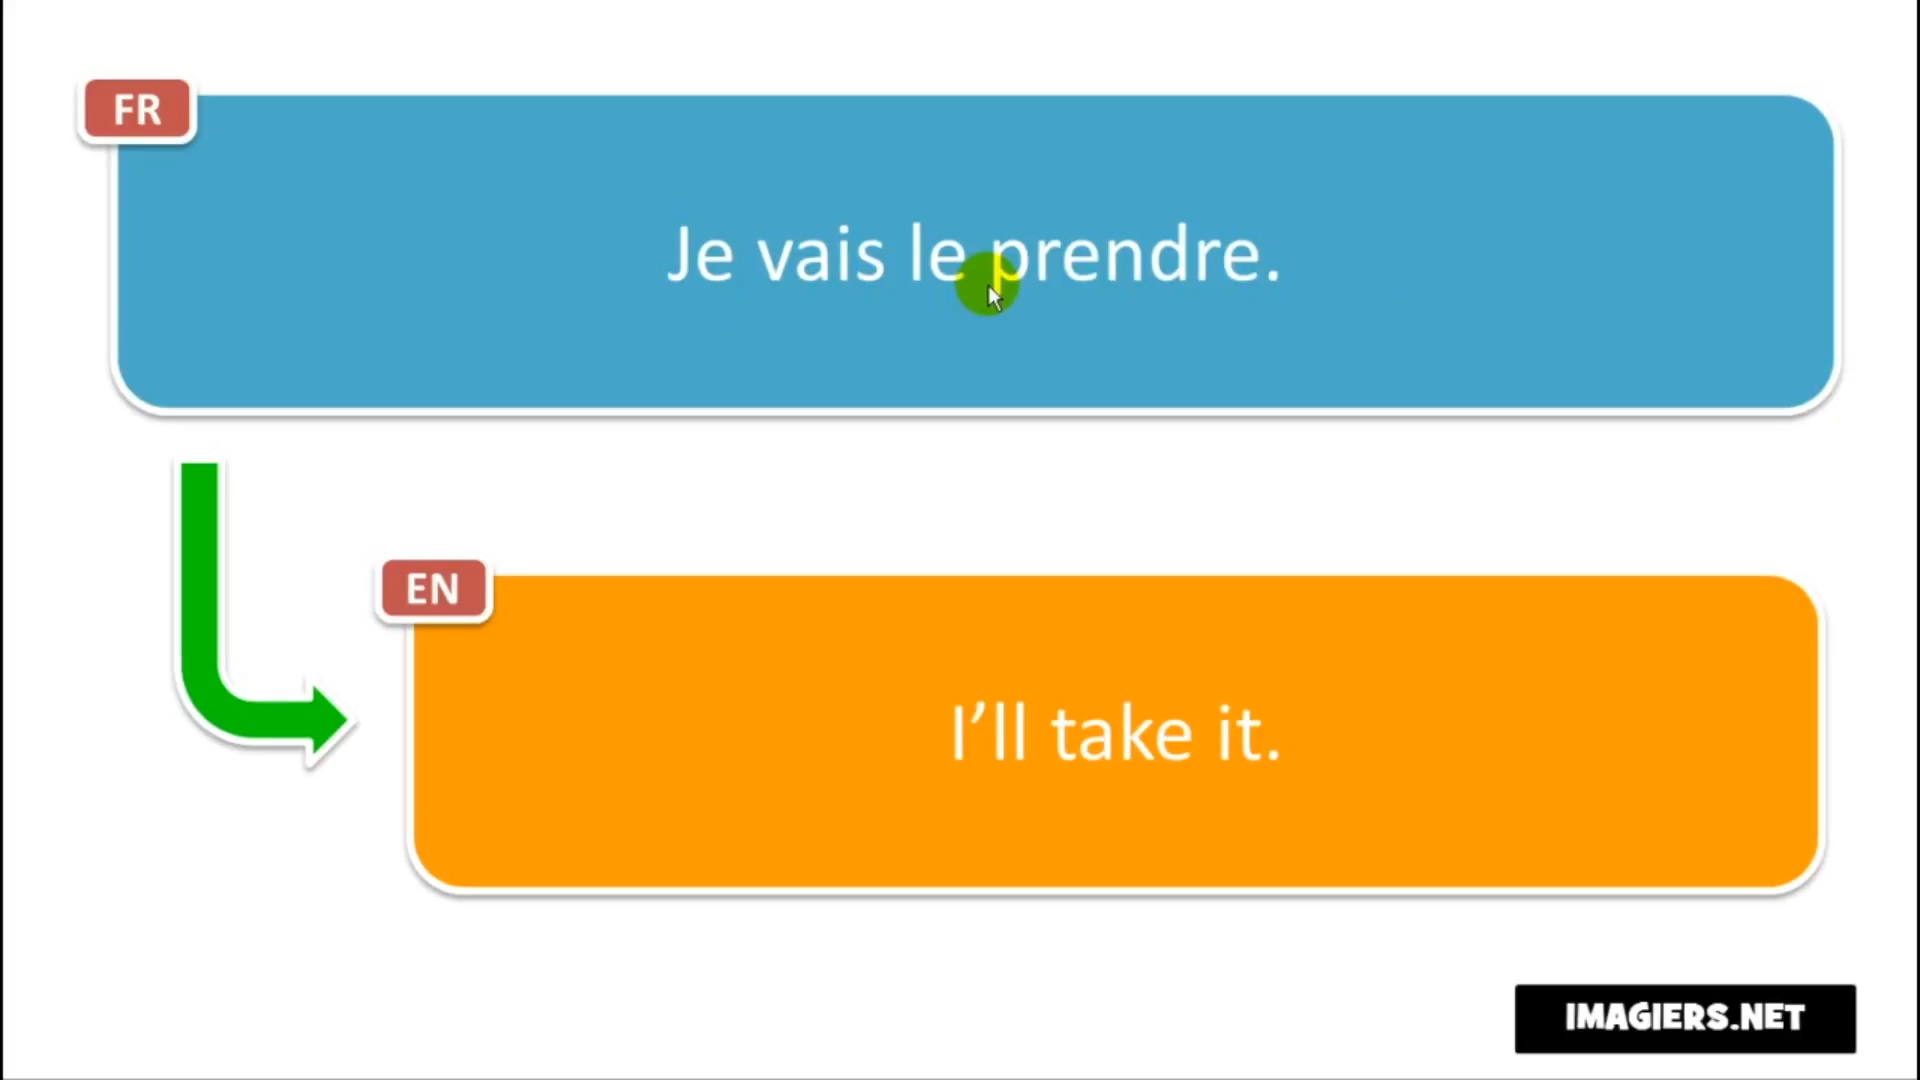 FR
Je vais le prendre.
EN
I’ll take it.
IMAGIERS.NET